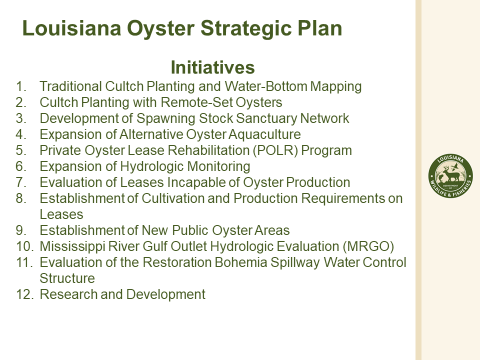 Louisiana Oyster Strategic Plan
Initiatives
1. Traditional Cultch Planting and Water-Bottom Mapping
2. Cultch Planting with Remote-Set Oysters
3. Development of Spawning Stock Sanctuary Network
4. Expansion of Alternative Oyster Aquaculture
5. Private Oyster Lease Rehabilitation (POLR) Program
6. Expansion of Hydrologic Monitoring
7. Evaluation of Leases Incapable of Oyster Production
8. Establishment of Cultivation and Production Requirements on
Leases
9. Establishment of New Public Oyster Areas
10. Mississippi River Gulf Outlet Hydrologic Evaluation (MRGO)
11. Evaluation of the Restoration Bohemia Spillway Water Control
Structure
12. Research and Development
LOUISIANA
WILDLIFE & FISHERIES